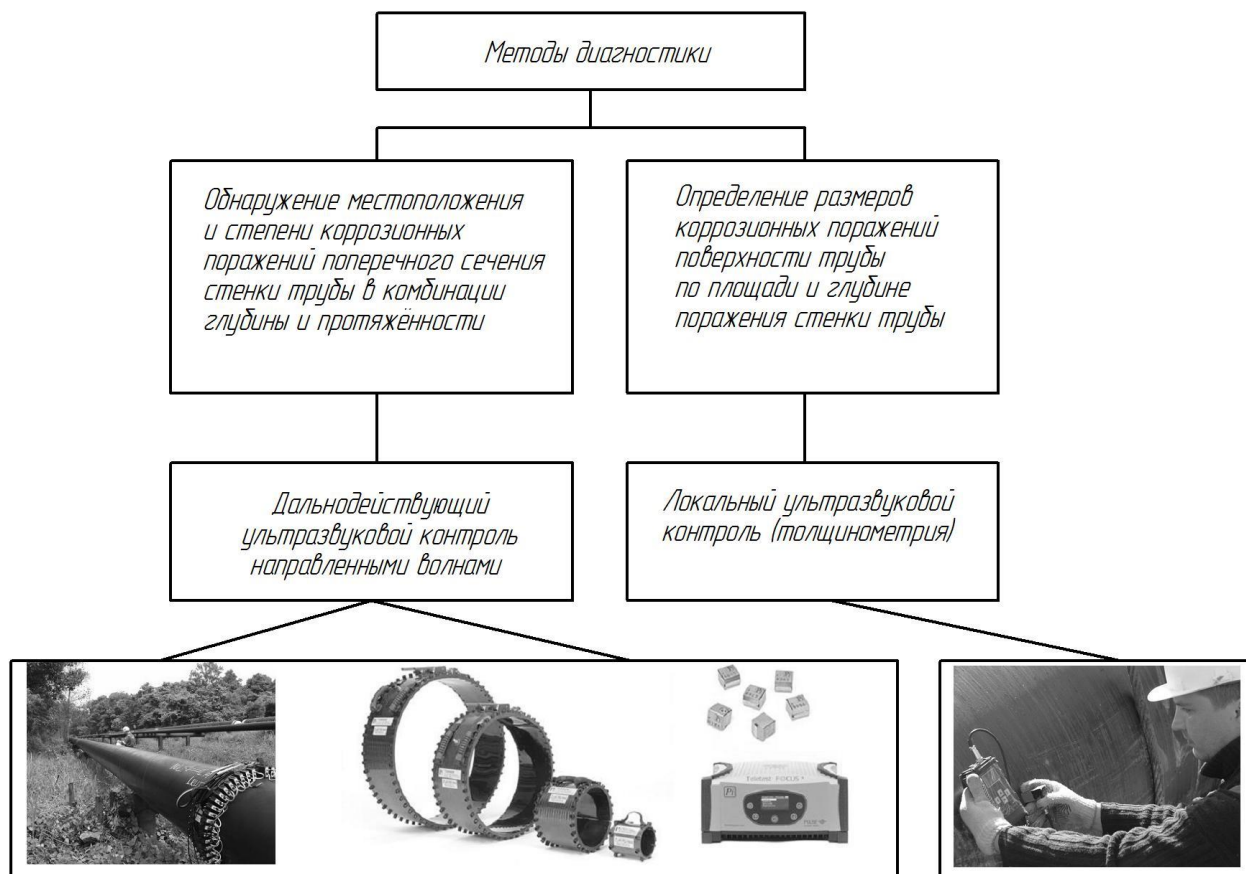 Методы диагностики
Обнаружение местоположения
и степени коррозионных
поражений поперечного сечения
стенки трубы в комбинации
глубины и протяжённости
Определение размеров
коррозионных поражений
поверхности трубы
по площади и глубине
поражения стенки трубы
Дальнодействующий
ультразвуковой контроль
направленными волнами
Локальный ультразвуковой
контроль (толщинометрия)